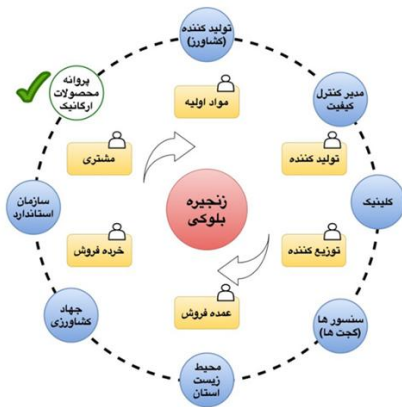 تولید کننده
(کشاورز)
پروانه
محصولات
ارگانیک
مدیر کنترل
کیفیت
مواد اولیه
مشتری
تولید کننده
زنجیره
بلوکی
سازمان
استاندارد
کلینیک
خرده فروش
توزیع کننده
عمده فروش
جهاد
کشاورزی
سنسور ها
(گجت ها)
محیط
زیست
استان